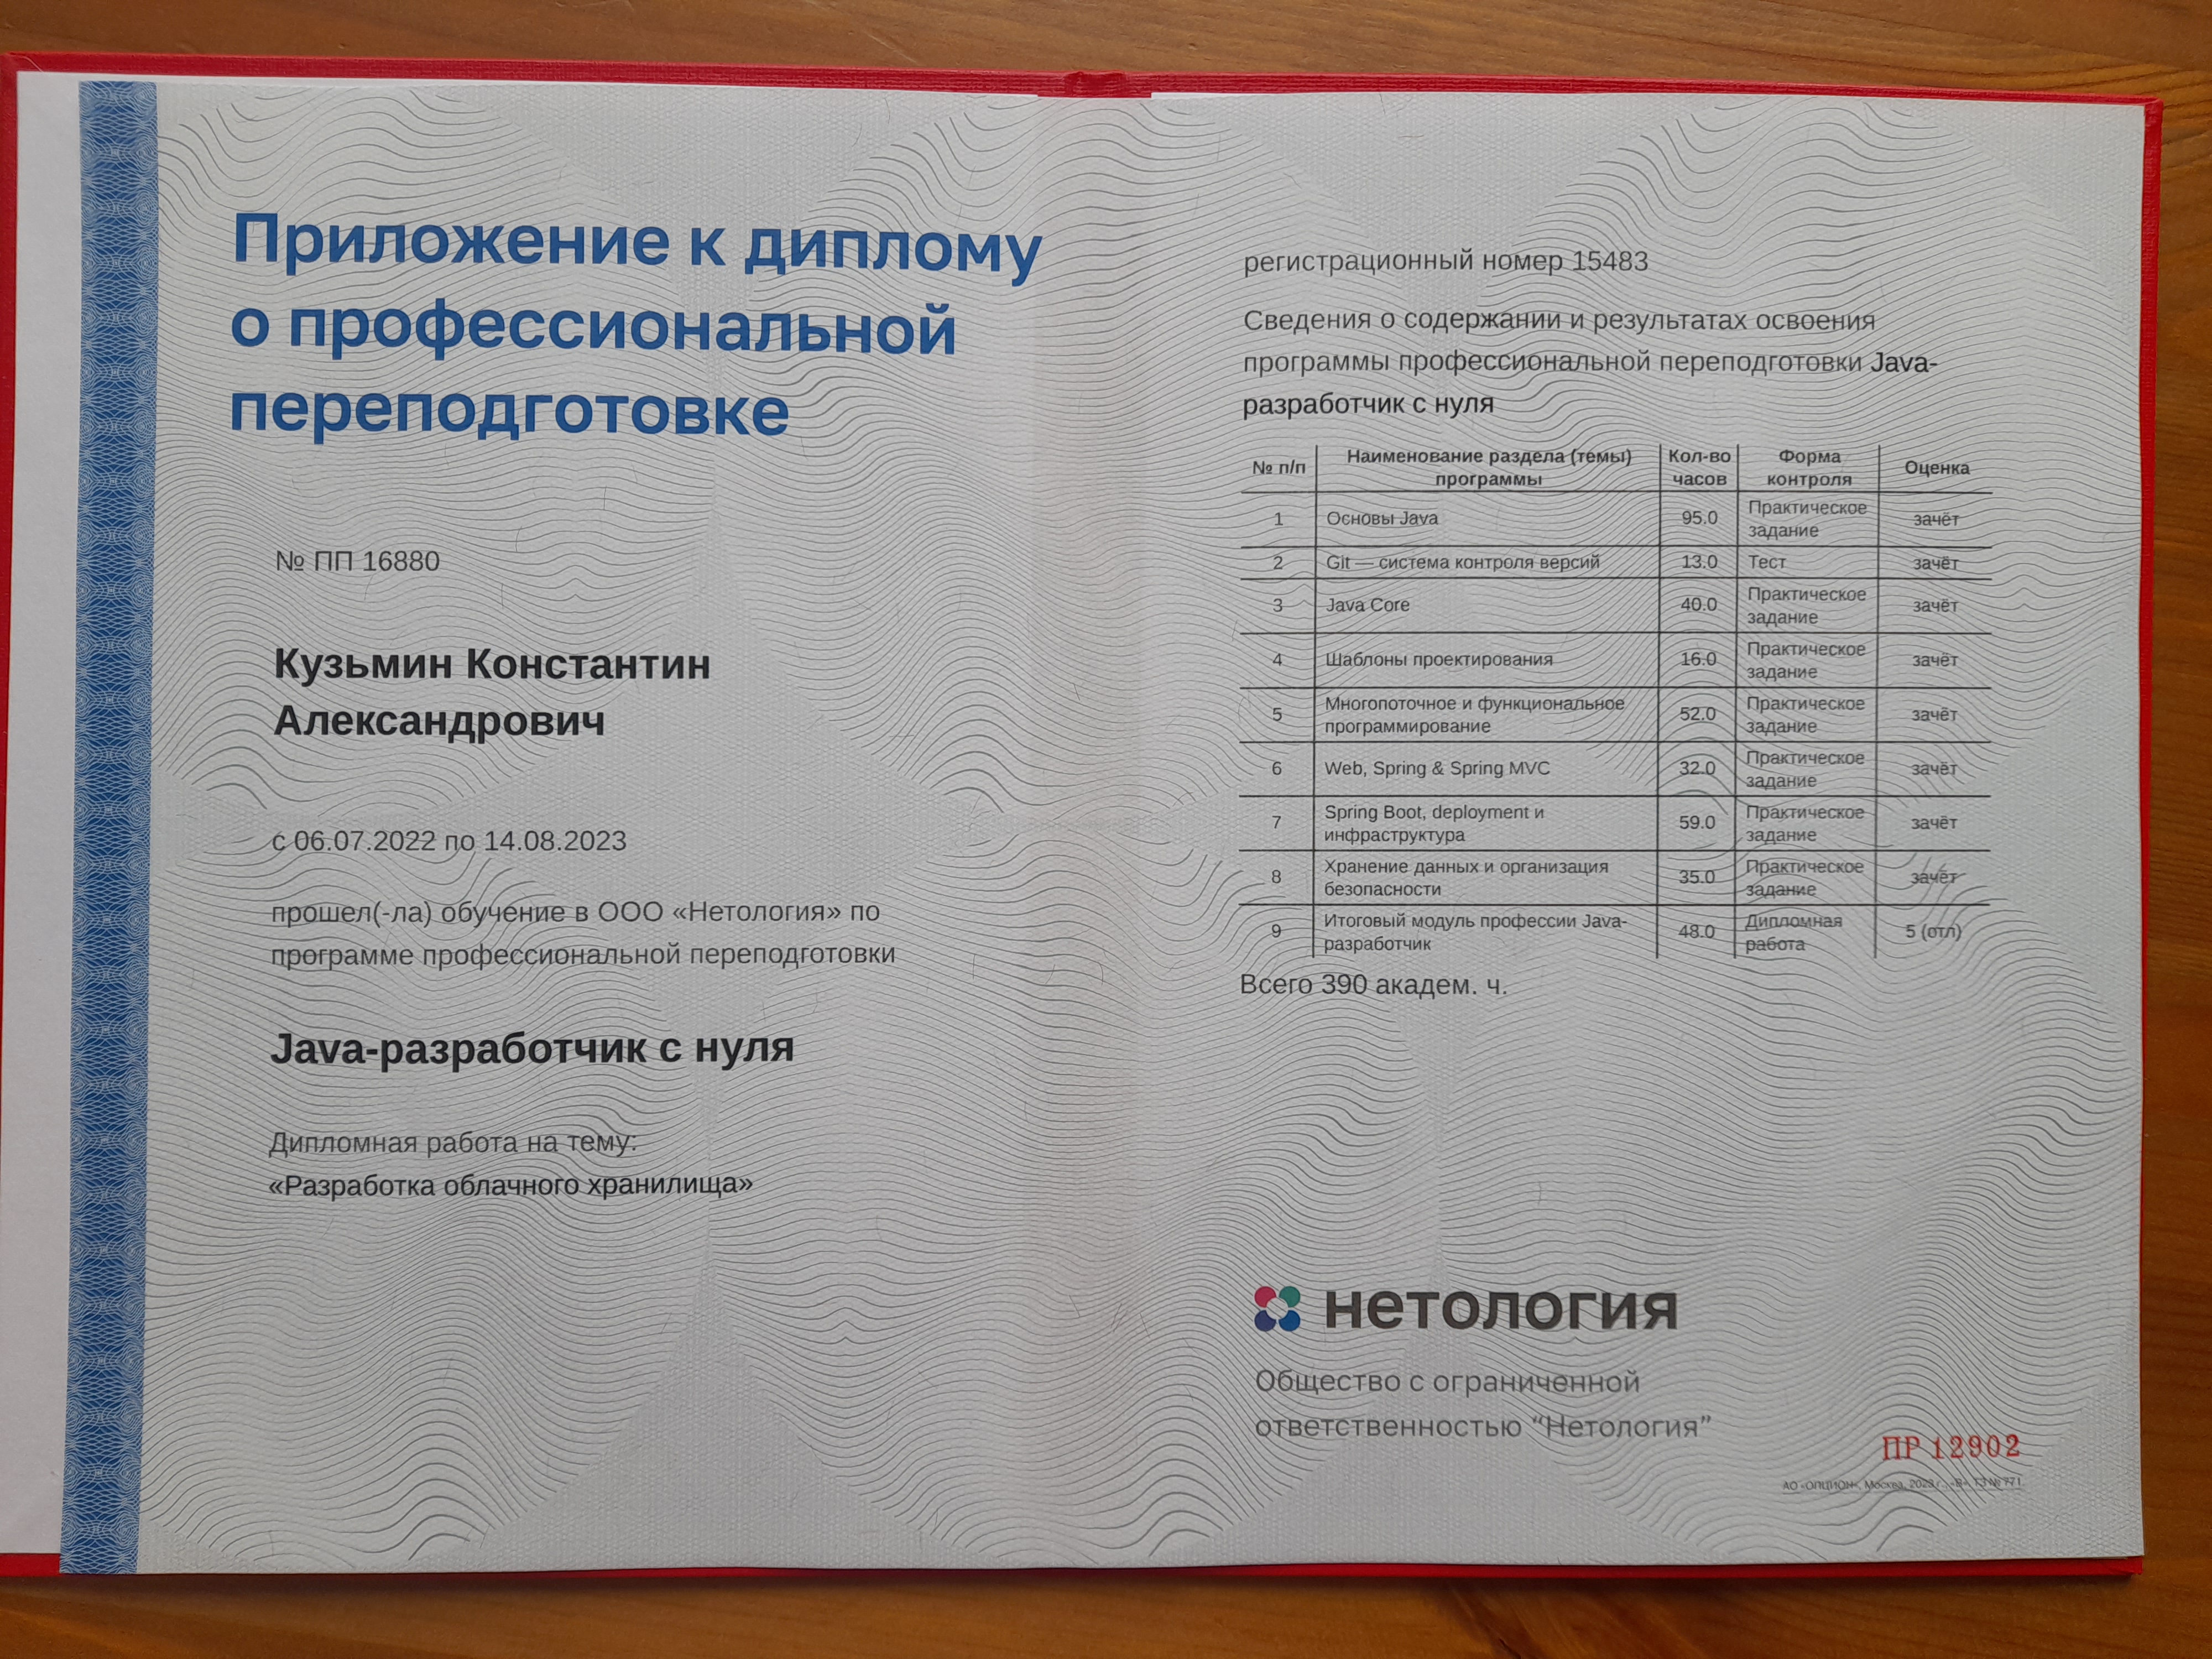 Приложение к диплому
о профессиональной
переподготовке
№ ПП 16880
Кузьмин Константин
Александрович
с 06.07.2022 по 14.08.2023
прошел(-ла) обучение в ООО «Нетология» по
программе профессиональной переподготовки
Java-разработчик с нуля
Дипломная работа на тему:
«Разработка облачного хранилища»
регистрационный номер 15483
Сведения о содержании и результатах освоения
программы профессиональной переподготовки Java-
разработчик с нуля
№ п/п Наименование раздела (темы) программы Кол-во часов Форма контроля Оценка
1 Основы Java 95.0 Практическое задание зачёт
2 Git — система контроля версий 13.0 Тест зачёт
3 Java Core 40.0 Практическое задание зачёт
4 Шаблоны проектирования 16.0 Практическое задание зачёт
5 Многопоточное и функциональное программирование 52.0 Практическое задание зачёт
6 Web, Spring & Spring MVC 32.0 Практическое задание зачёт
7 Spring Boot, deployment и инфраструктура 59.0 Практическое задание зачёт
8 Хранение данных и организация безопасности 35.0 Практическое задание зачёт
9 Итоговый модуль профессии Java-разработчик 48.0 Дипломная работа 5 (отл)
Всего 390 академ. ч.
нетология
Общество с ограниченной
ответственностью “Нетология”
ПР 12902
АО «ОПЦИОН», Москва, 2023 г., «В». ТЗ № 771